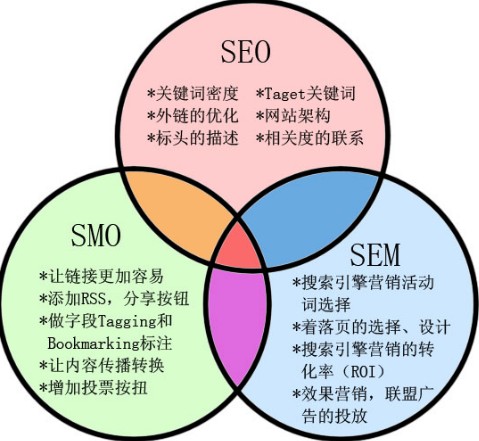 SEO
*关键词密度 *Taget关键词
*外链的优化 *网站架构
*标头的描述 *相关度的联系
SMO
*让链接更加容易
*添加RSS，分享按钮
*做字段Tagging和
Bookmarking标注
*让内容传播转换
*增加投票按扭
SEM
*搜索引擎营销活动
词选择
*着落页的选择、设计
*搜索引擎营销的转
化率（ROI）
*效果营销，联盟广
告的投放